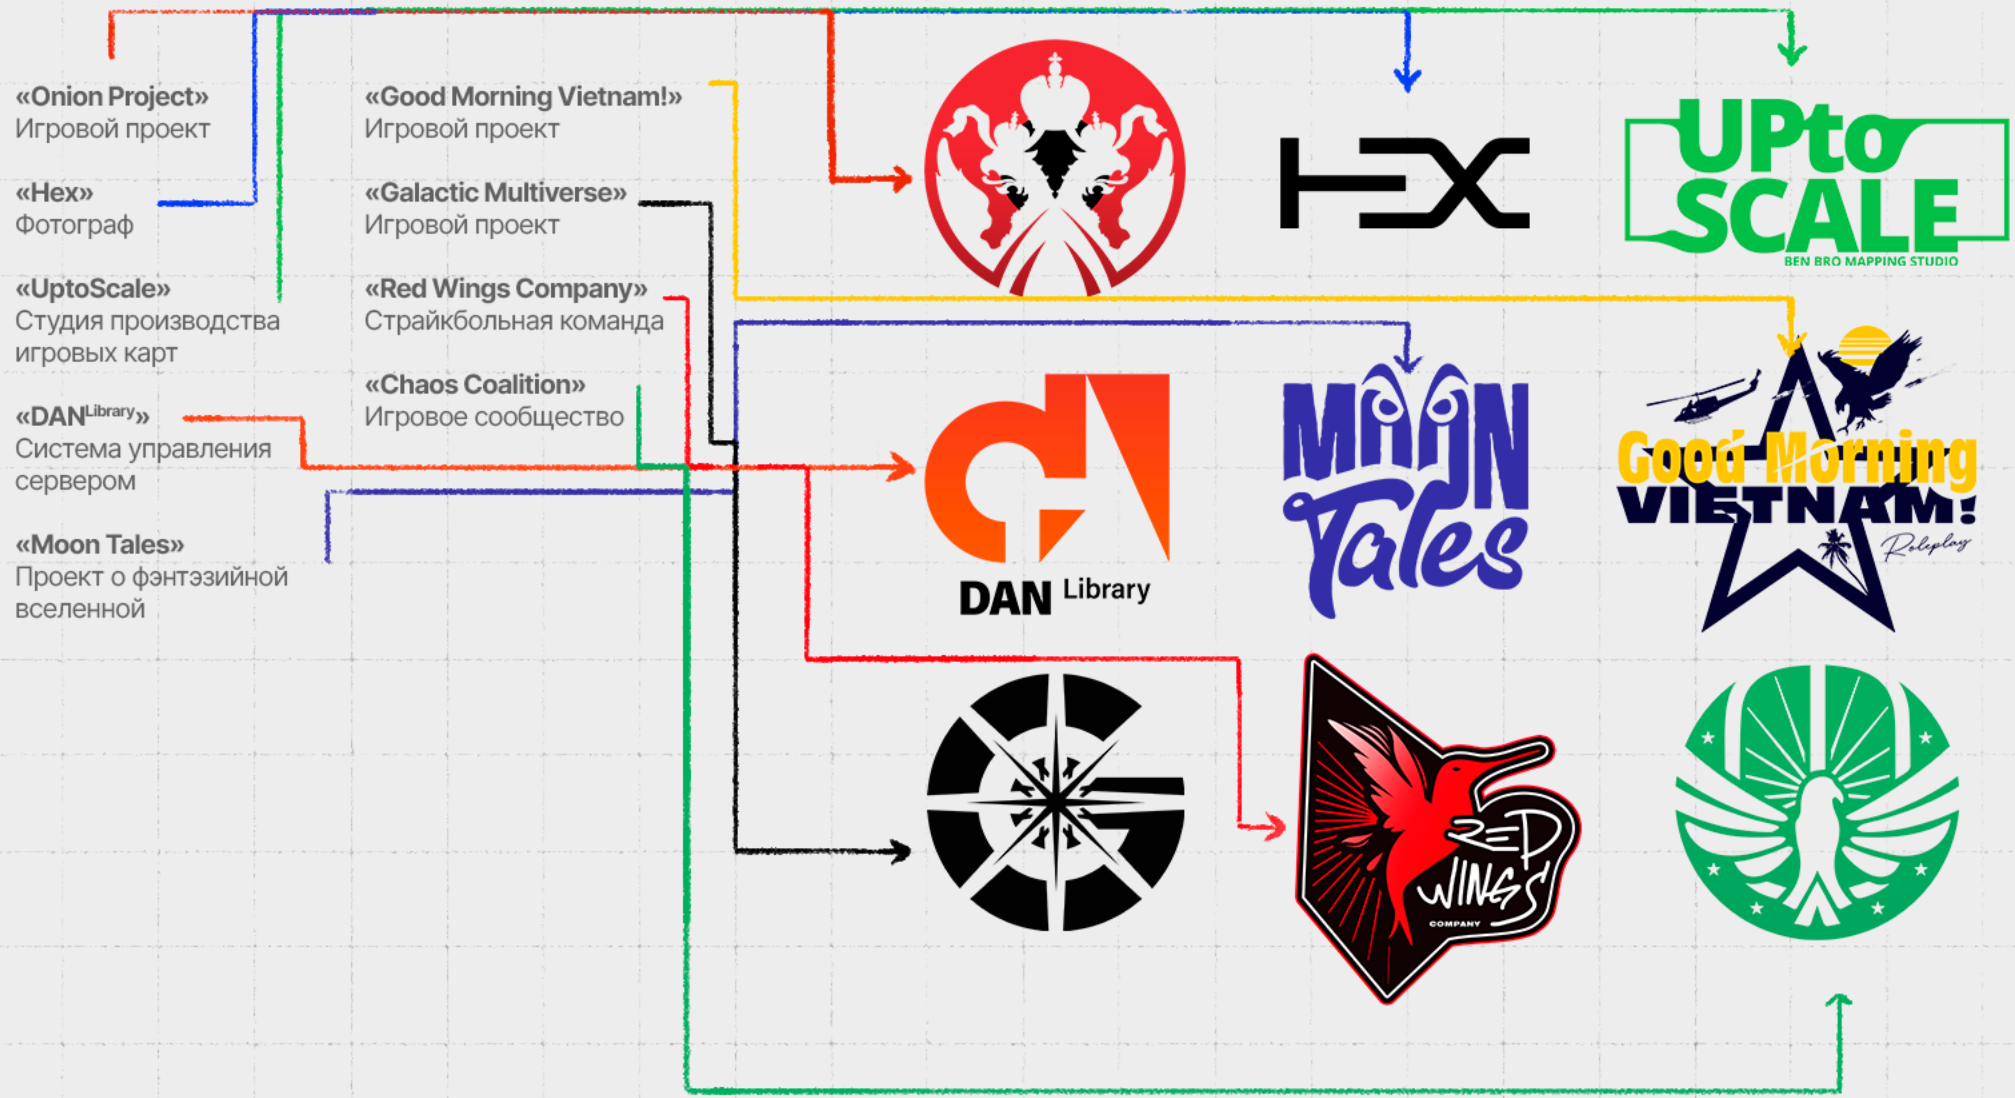 «Onion Project»
Игровой проект
«Hex»
Фотограф
«UptoScale»
Студия производства
игровых карт
«DANLibrary»
Система управления
сервером
«Moon Tales»
Проект о фэнтэзийной
вселенной
«Good Morning Vietnam!»
Игровой проект
«Galactic Multiverse»
Игровой проект
«Red Wings Company»
Страйкбольная команда
«Chaos Coalition»
Игровое сообщество
HEX
UPto
SCALE
BEN BRO MAPPING STUDIO
DAN Library
MOON
Tales
Good Morning
VIETNAM!
Roleplay
G
RED
WINGS
COMPANY